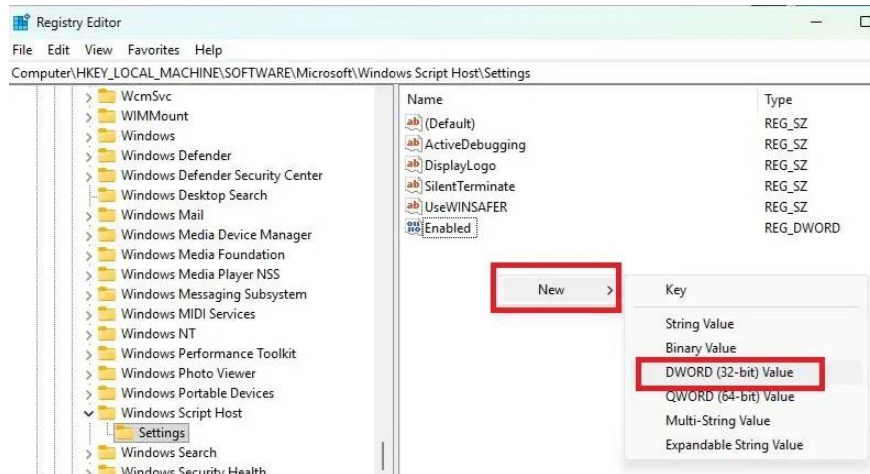 Registry Editor
File Edit View Favorites Help
Computer\HKEY_LOCAL_MACHINE\SOFTWARE\Microsoft\Windows Script Host\Settings
WcmSvc
WIMMount
Windows
Windows Defender
Windows Defender Security Center
Windows Desktop Search
Windows Mail
Windows Media Device Manager
Windows Media Foundation
Windows Media Player NSS
Windows Messaging Subsystem
Windows MIDI Services
Windows NT
Windows Performance Toolkit
Windows Photo Viewer
Windows Portable Devices
Windows Script Host
Settings
Windows Search
Windows Security Health
Name Type
(Default) REG_SZ
ActiveDebugging REG_SZ
DisplayLogo REG_SZ
SilentTerminate REG_SZ
UseWINSAFER REG_SZ
Enabled REG_DWORD
New
Key
String Value
Binary Value
DWORD (32-bit) Value
QWORD (64-bit) Value
Multi-String Value
Expandable String Value